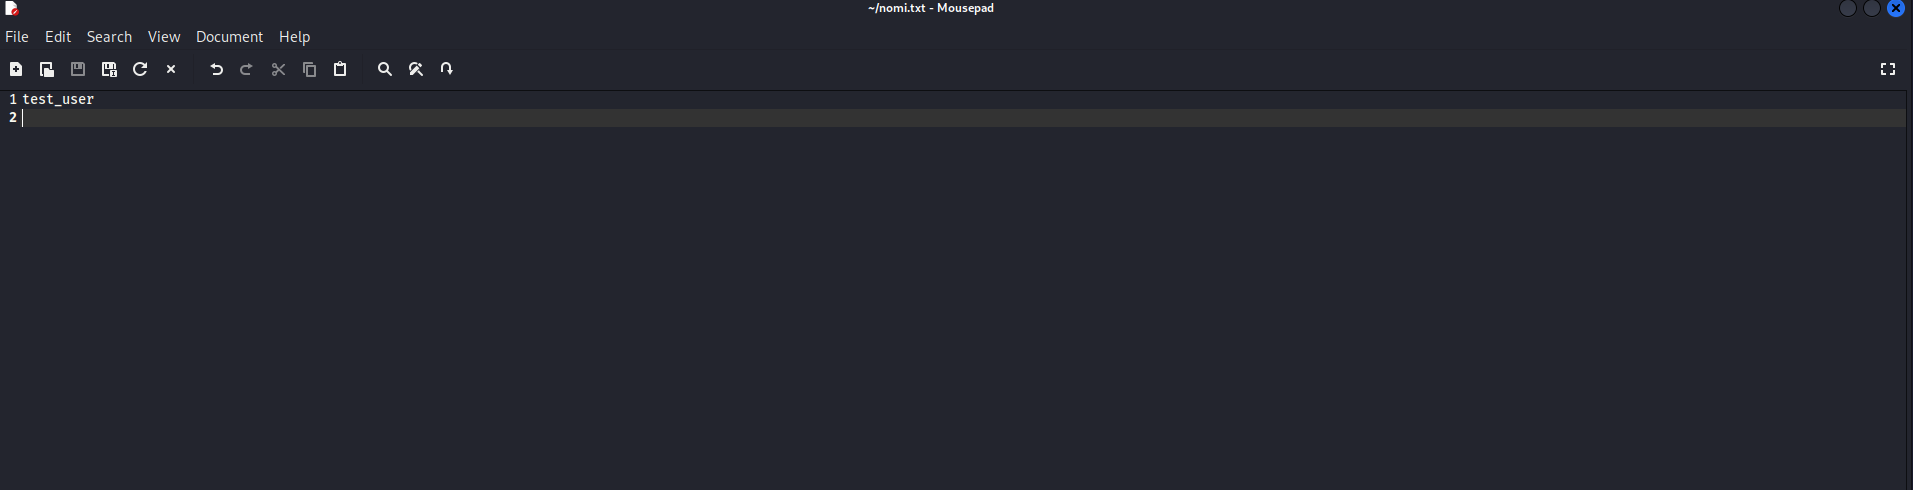 ~/nomi.txt - Mousepad
File Edit Search View Document Help
1 test_user
2